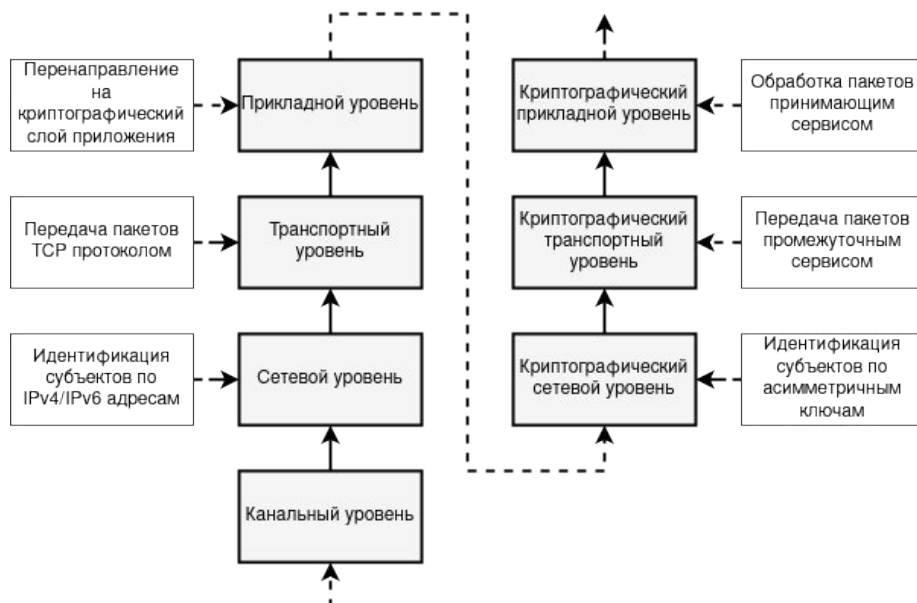 Перенаправление
на
криптографический
слой приложения
Прикладной уровень
Криптографический
прикладной уровень
Обработка пакетов
принимающим
сервисом
Передача пакетов
TCP протоколом
Транспортный
уровень
Криптографический
транспортный
уровень
Передача пакетов
промежуточным
сервисом
Идентификация
субъектов по
IPv4/IPv6 адресам
Сетевой уровень
Криптографический
сетевой уровень
Идентификация
субъектов по
асимметричным
ключам
Канальный уровень